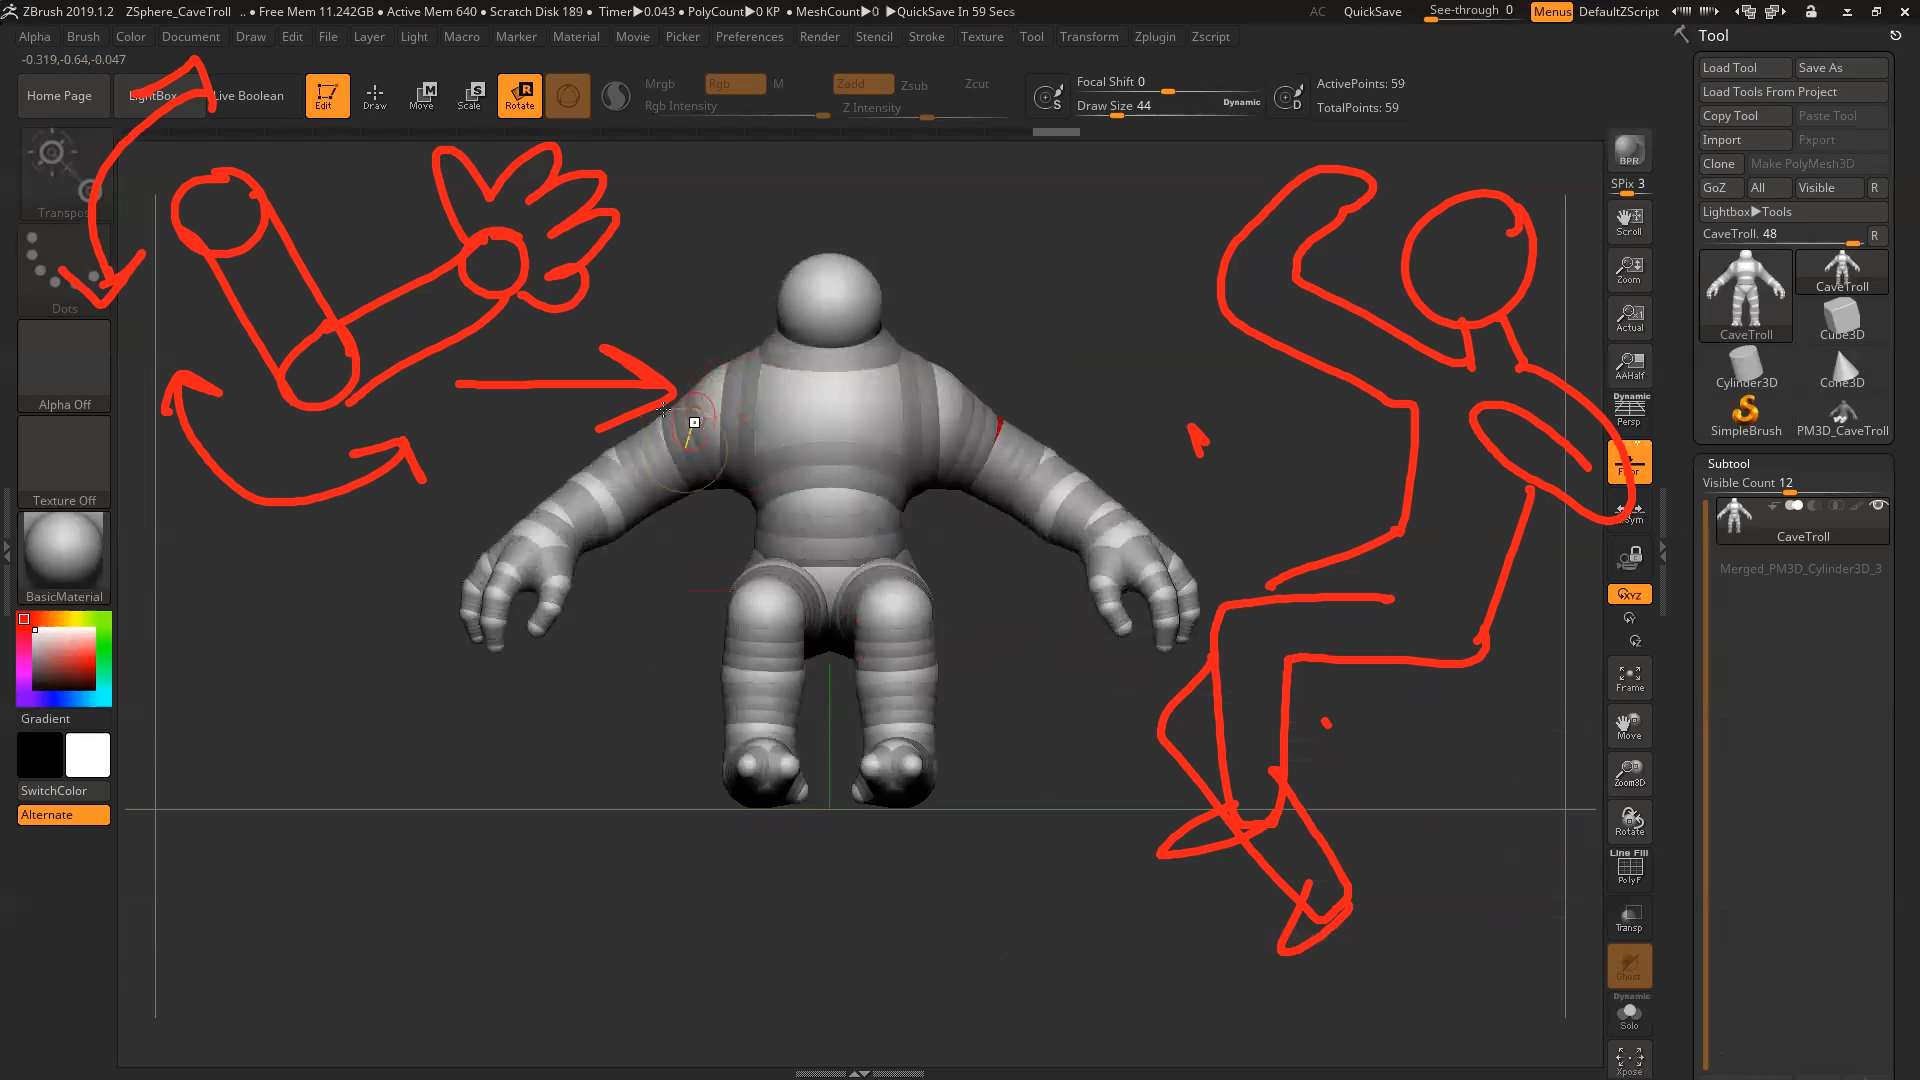 ZBrush 2019.1.2 ZSphere_CaveTroll .. • Free Mem 11.242GB • Active Mem 640 • Scratch Disk 189 • Timer▶0.043 • PolyCount▶0 KP • MeshCount▶0 ▶QuickSave In 59 Secs AC QuickSave See-through 0 Menus DefaultZScript
Alpha Brush Color Document Draw Edit File Layer Light Macro Marker Material Movie Picker Preferences Render Stencil Stroke Texture Tool Transform Zplugin Zscript
-0.319,-0.64,-0.047
Home Page LightBox Live Boolean Edit Draw Move Scale Rotate
Mrgb Rgb M Zadd Zsub Zcut
Rgb Intensity Z Intensity
Focal Shift 0
Draw Size 44 Dynamic
ActivePoints: 59
TotalPoints: 59
Dots
Alpha Off
Texture Off
BasicMaterial
Gradient
SwitchColor
Alternate
BPR
SPix 3
Scroll
Zoom
Actual
AAHalf
Dynamic
Persp
XYZ
Frame
Move
Zoom3D
Rotate
Line Fill
PolyF
Transp
Ghost
Dynamic
Solo
Xpose
Tool
Load Tool Save As
Load Tools From Project
Copy Tool Paste Tool
Import Export
Clone Make PolyMesh3D
GoZ All Visible R
Lightbox▶Tools
CaveTroll. 48 R
CaveTroll CaveTroll
Cube3D
Cylinder3D Cone3D
SimpleBrush PM3D_CaveTroll
Subtool
Visible Count 12
CaveTroll
Merged_PM3D_Cylinder3D_3